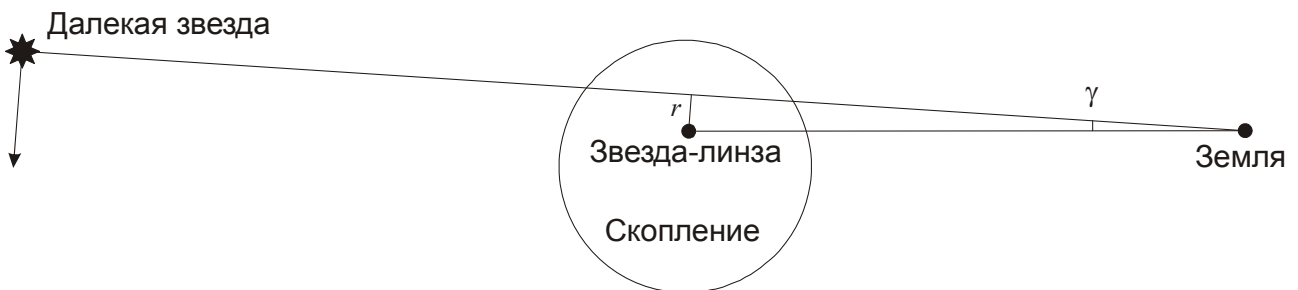 Далекая звезда
γ
r
Звезда-линза
Земля
Скопление